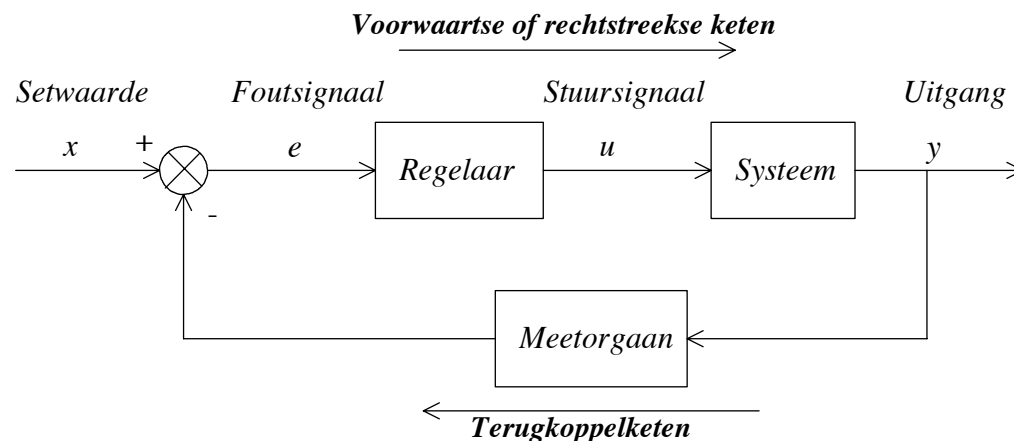 Voorwaartse of rechtstreekse keten
Setwaarde Foutsignaal Stuursignaal Uitgang
x + e Regelaar u Systeem y
-
Meetorgaan
Terugkoppelketen